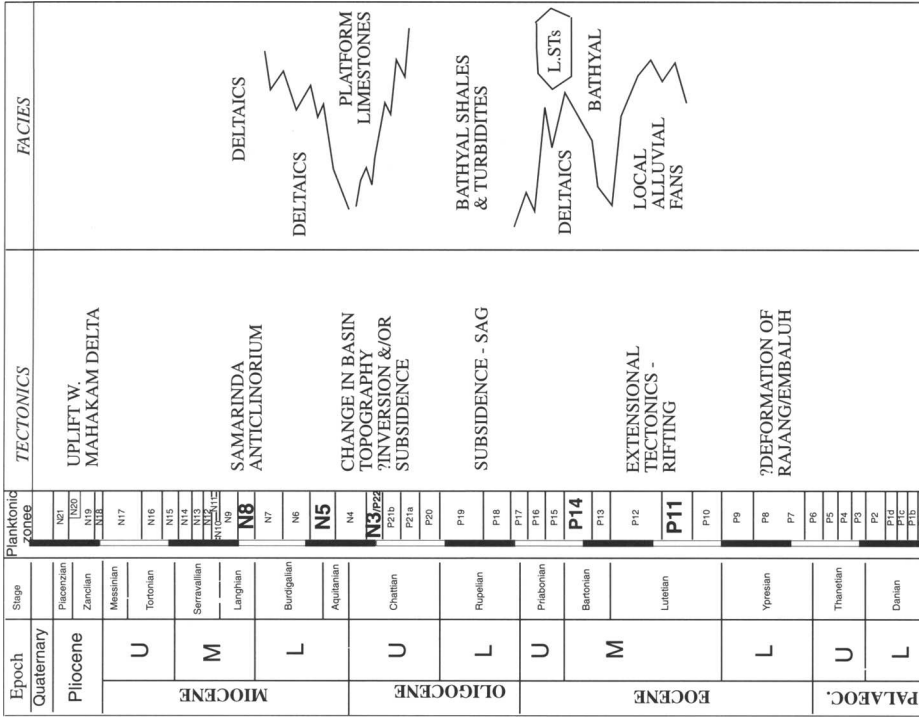 Epoch
Stage
Planktonic
zonee
TECTONICS
FACIES
Quaternary
Pliocene
MIOCENE
OLIGOCENE
EOCENE
PALAEOC.
U
M
L
U
L
U
M
L
U
L
Piacenzian
Zanclian
Messinian
Tortonian
Serravallian
Langhian
Burdigalian
Aquitanian
Chattian
Rupelian
Priabonian
Bartonian
Lutetian
Ypresian
Thanetian
Danian
N21
N20
N19
N18
N17
N16
N15
N14
N13
N12
N11
N10
N9
N8
N7
N6
N5
N4
N3/P22
P21b
P21a
P20
P19
P18
P17
P16
P15
P14
P13
P12
P11
P10
P9
P8
P7
P6
P5
P4
P3
P2
P1d
P1c
P1b
UPLIFT W.
MAHAKAM DELTA
SAMARINDA
ANTICLINORIUM
CHANGE IN BASIN
TOPOGRAPHY
?INVERSION &/OR
SUBSIDENCE
SUBSIDENCE - SAG
EXTENSIONAL
TECTONICS -
RIFTING
?DEFORMATION OF
RAJANG/EMBALUH
DELTAICS
DELTAICS
PLATFORM
LIMESTONES
BATHYAL SHALES
& TURBIDITES
L.STs
DELTAICS
BATHYAL
LOCAL
ALLUVIAL
FANS